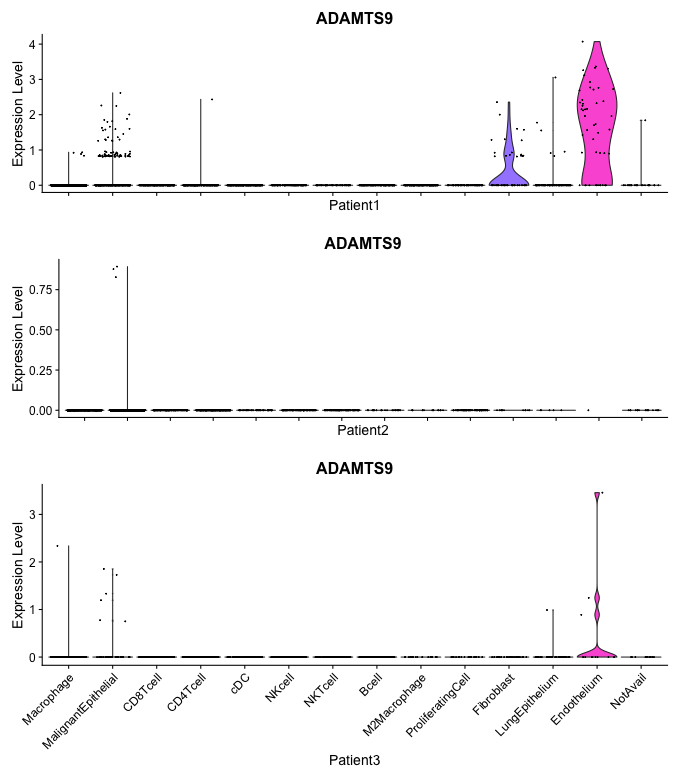 ADAMTS9
Expression Level
4
3
2
1
0
Patient1
ADAMTS9
Expression Level
0.75
0.50
0.25
0.00
Patient2
ADAMTS9
Expression Level
3
2
1
0
Macrophage
MalignantEpithelial
CD8Tcell
CD4Tcell
cDC
NKcell
NKTcell
Bcell
M2Macrophage
ProliferatingCell
Fibroblast
LungEpithelium
Endothelium
NotAvail
Patient3